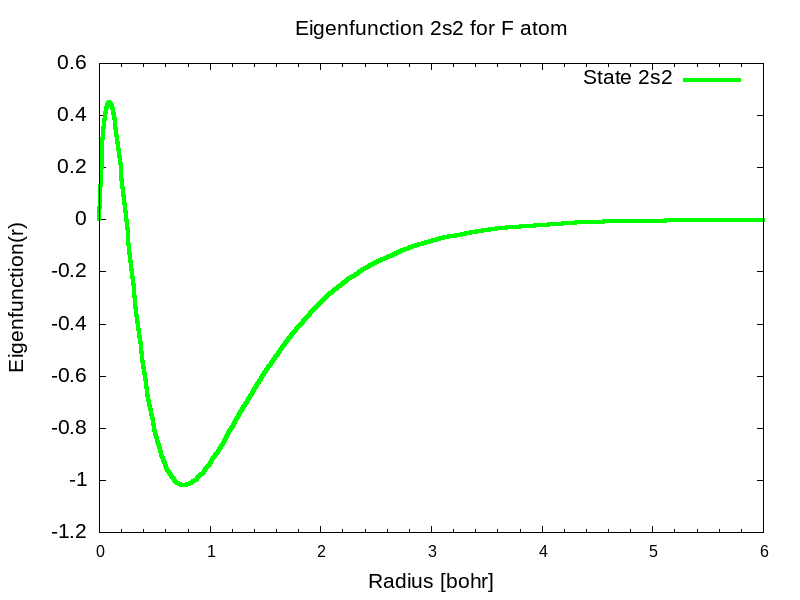 Eigenfunction 2s2 for F atom
State 2s2
Eigenfunction(r)
0.6
0.4
0.2
0
-0.2
-0.4
-0.6
-0.8
-1
-1.2
0 1 2 3 4 5 6
Radius [bohr]